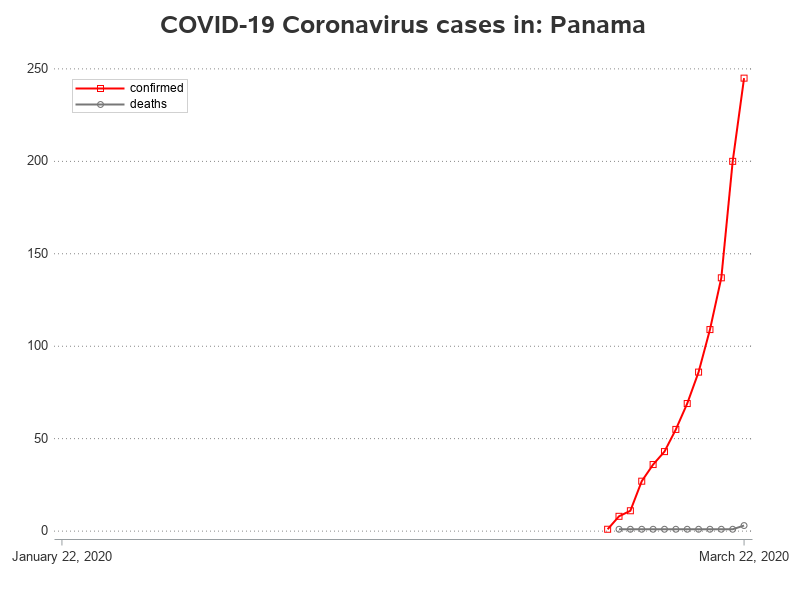 COVID-19 Coronavirus cases in: Panama
250
confirmed
deaths
200
150
100
50
0
January 22, 2020 March 22, 2020